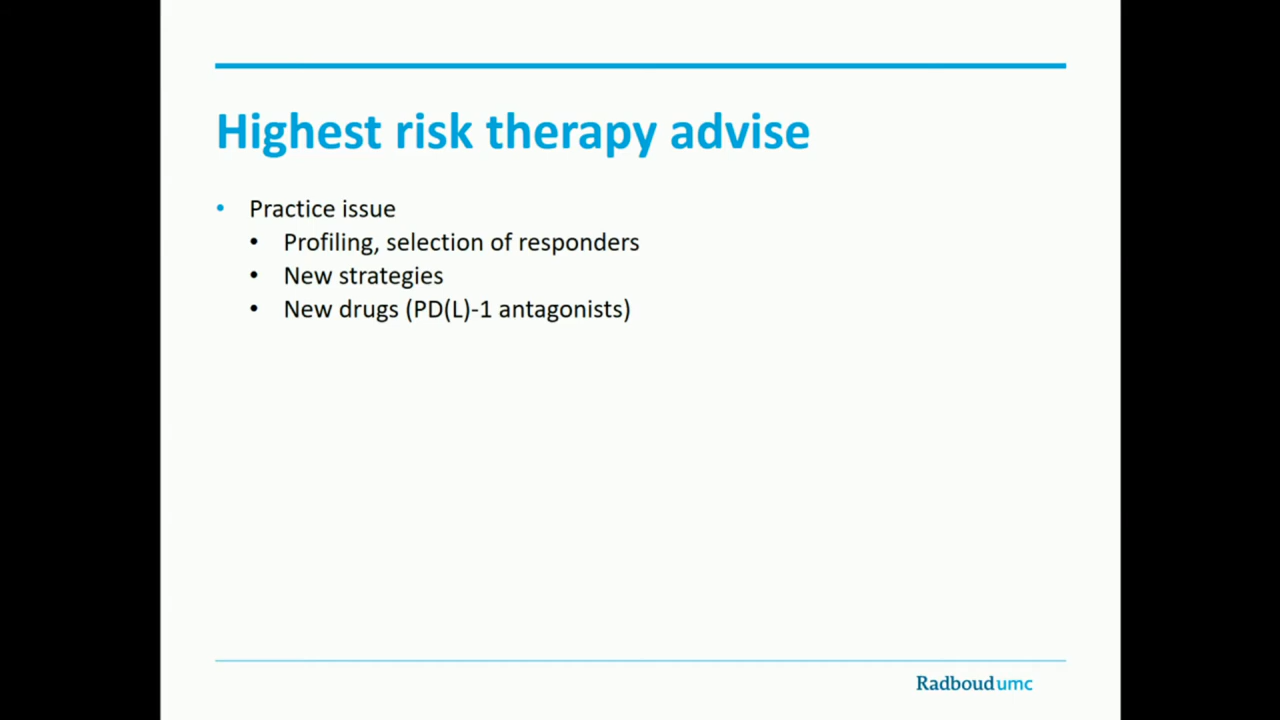 Highest risk therapy advise
• Practice issue
• Profiling, selection of responders
• New strategies
• New drugs (PD(L)-1 antagonists)
Radboudumc